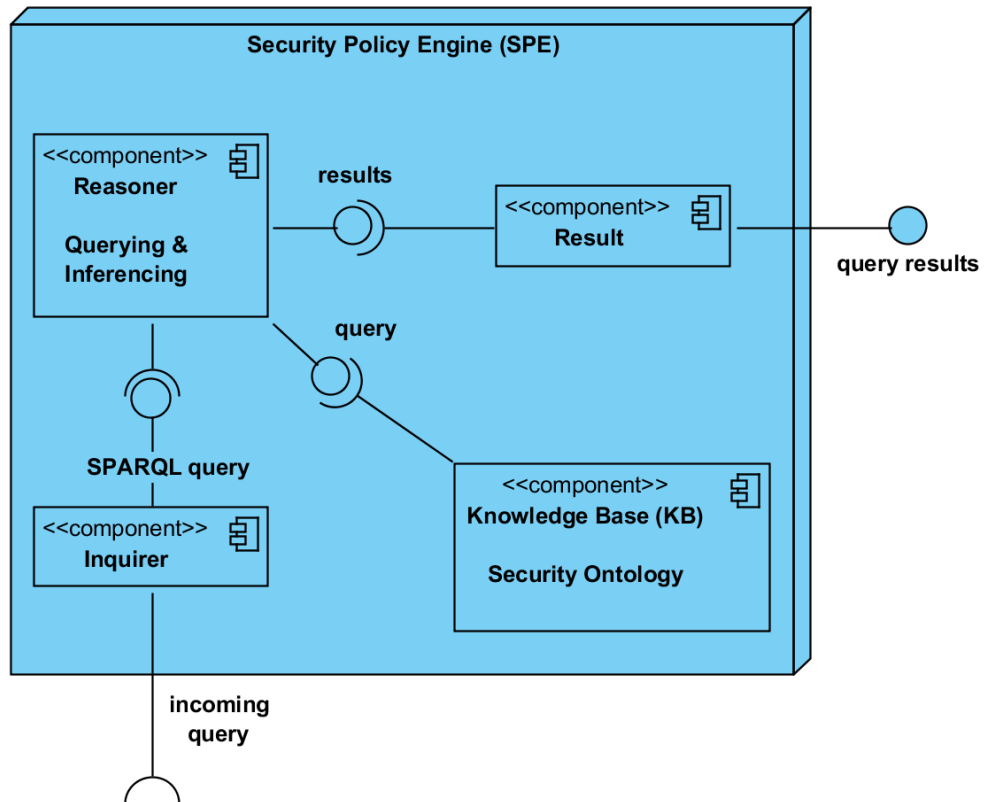 Security Policy Engine (SPE)
<<component>>
Reasoner
Querying &
Inferencing
results
<<component>>
Result
query results
query
SPARQL query
<<component>>
Inquirer
<<component>>
Knowledge Base (KB)
Security Ontology
incoming
query